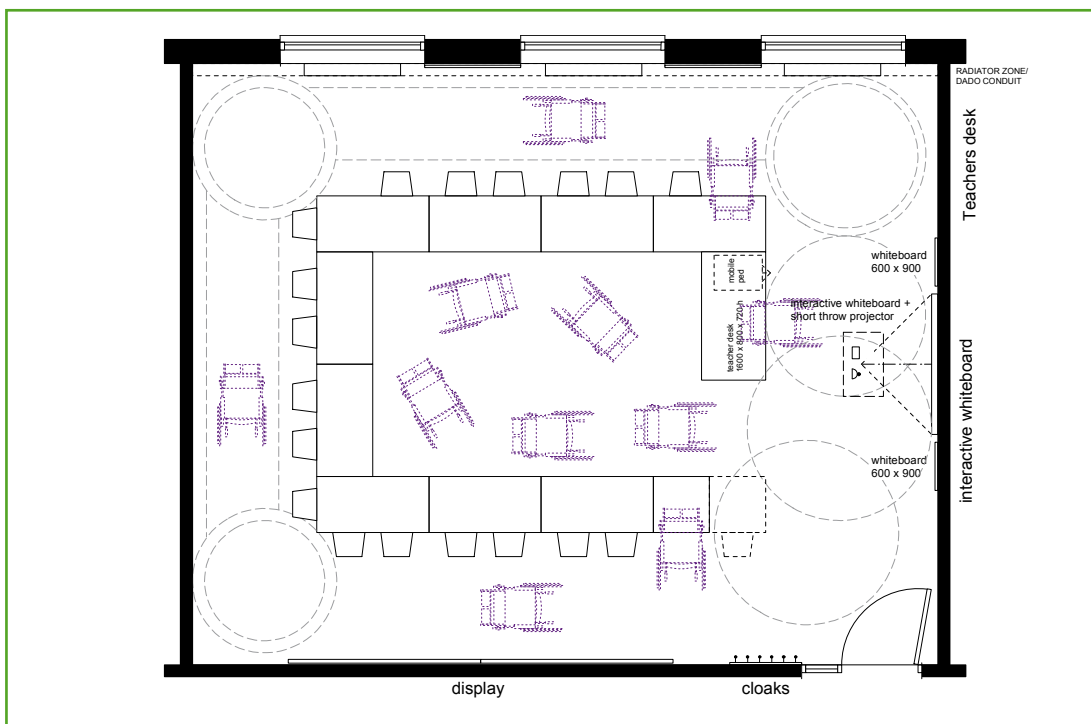 RADIATOR ZONE/
DADO CONDUIT
Teachers desk
whiteboard
600 x 900
mobile
ped
interactive whiteboard +
short throw projector
teacher desk
1600 x 800 x 720 h
interactive whiteboard
whiteboard
600 x 900
display
cloaks